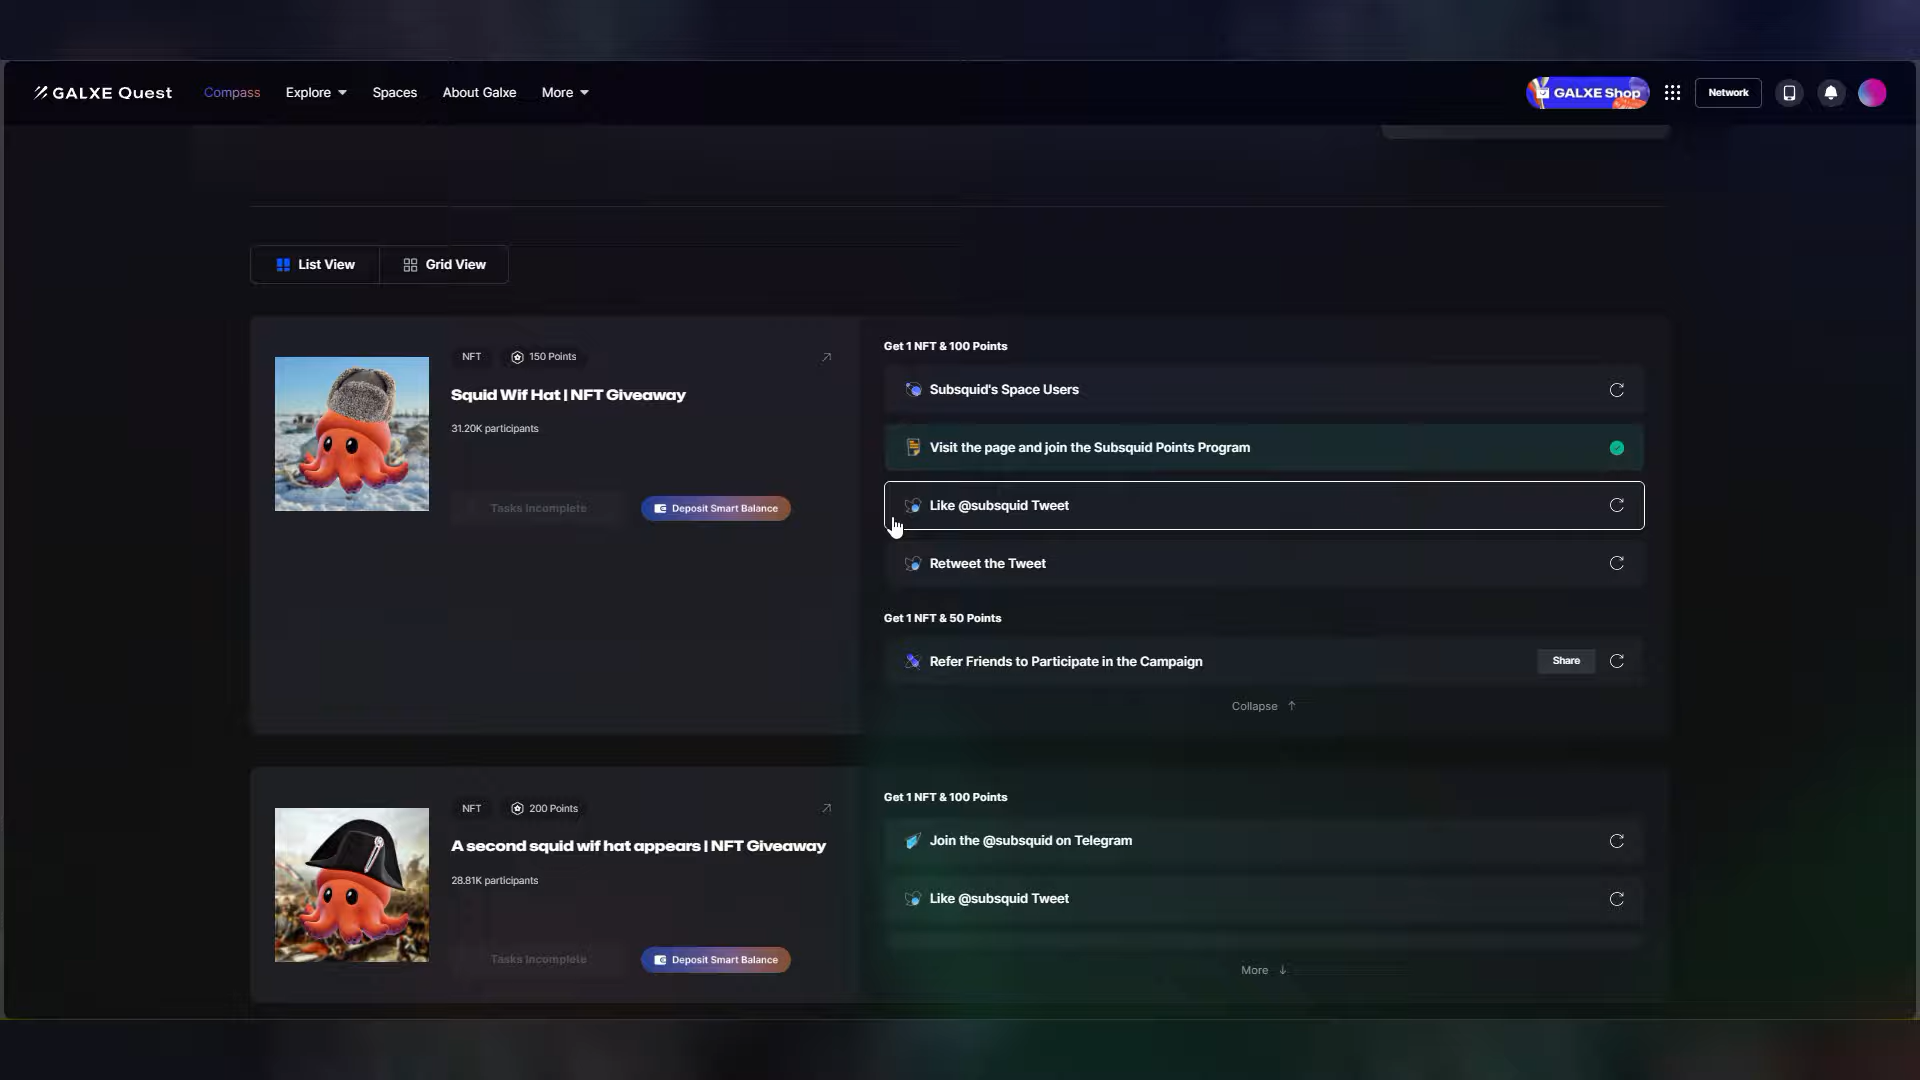 GALXE Quest
Compass
Explore
Spaces
About Galxe
More
GALXE Shop
Network
List View
Grid View
NFT
150 Points
Squid Wif Hat | NFT Giveaway
31.20K participants
Tasks Incomplete
Deposit Smart Balance
Get 1 NFT & 100 Points
Subsquid's Space Users
Visit the page and join the Subsquid Points Program
Like @subsquid Tweet
Retweet the Tweet
Get 1 NFT & 50 Points
Refer Friends to Participate in the Campaign
Share
Collapse
NFT
200 Points
A second squid wif hat appears | NFT Giveaway
28.81K participants
Tasks Incomplete
Deposit Smart Balance
Get 1 NFT & 100 Points
Join the @subsquid on Telegram
Like @subsquid Tweet
More